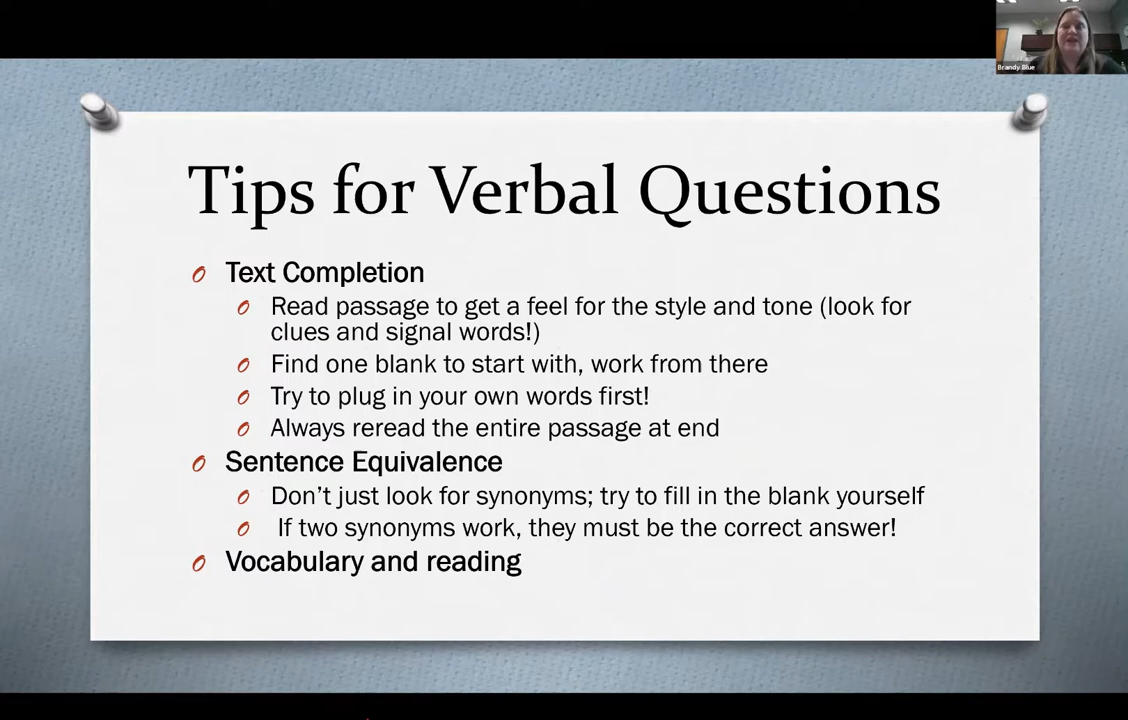 Brandy Blue
Tips for Verbal Questions
Text Completion
Read passage to get a feel for the style and tone (look for
clues and signal words!)
Find one blank to start with, work from there
Try to plug in your own words first!
Always reread the entire passage at end
Sentence Equivalence
Don't just look for synonyms; try to fill in the blank yourself
If two synonyms work, they must be the correct answer!
Vocabulary and reading